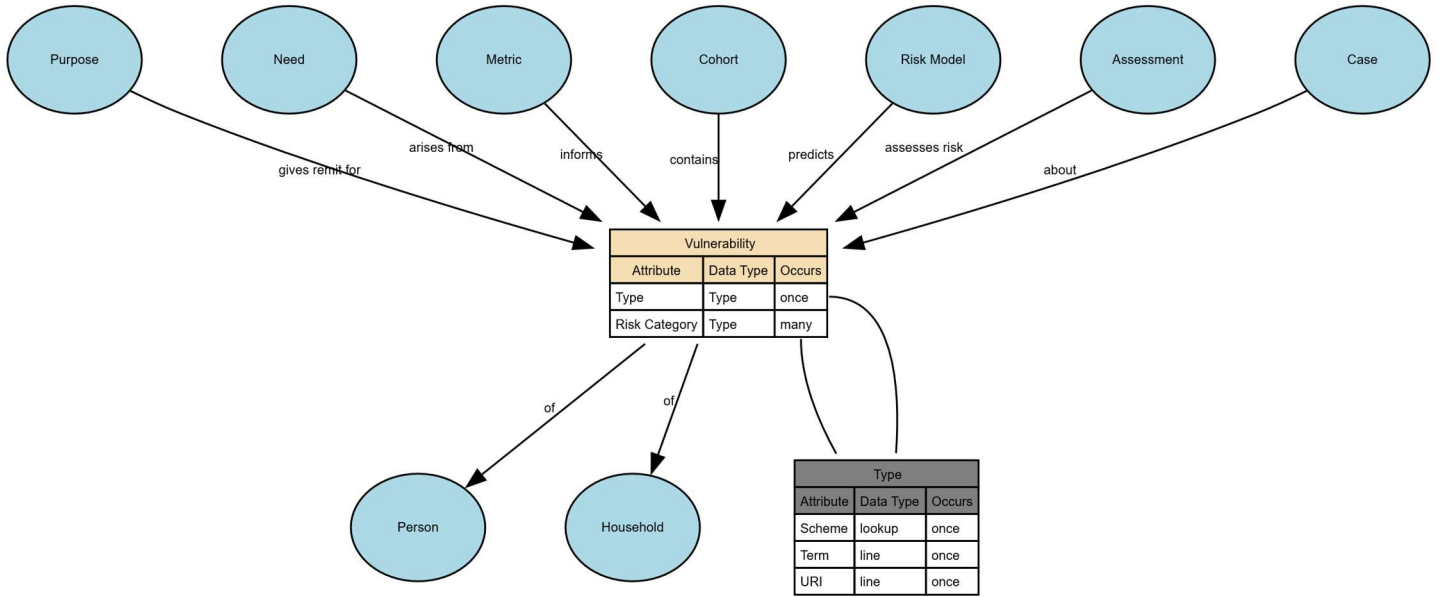 Purpose Need Metric Cohort Risk Model Assessment Case
arises from informs contains predicts assesses risk
gives remit for about
Vulnerability
Attribute Data Type Occurs
Type Type once
Risk Category Type many
of of
Type
Attribute Data Type Occurs
Scheme lookup once
Person Household
Term line once
URI line once